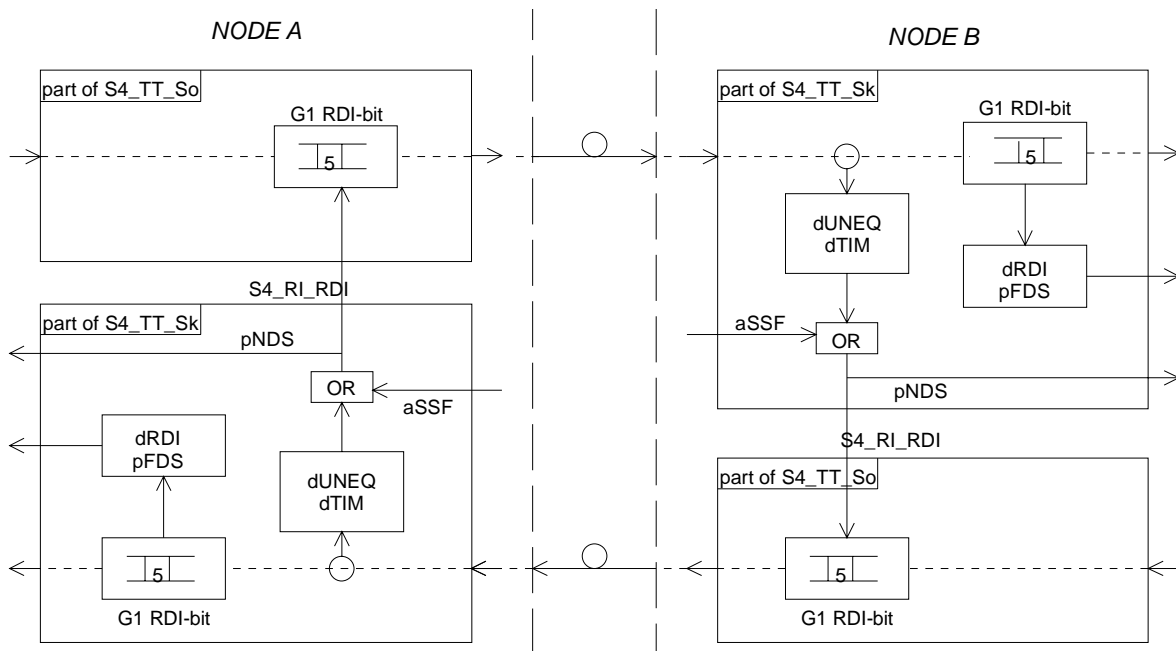 NODE A
NODE B
part of S4_TT_So
G1 RDI-bit
5
part of S4_TT_Sk
G1 RDI-bit
5
dUNEQ
dTIM
dRDI
pFDS
aSSF
OR
pNDS
S4_RI_RDI
part of S4_TT_Sk
pNDS
OR
aSSF
dRDI
pFDS
dUNEQ
dTIM
5
G1 RDI-bit
S4_RI_RDI
part of S4_TT_So
5
G1 RDI-bit